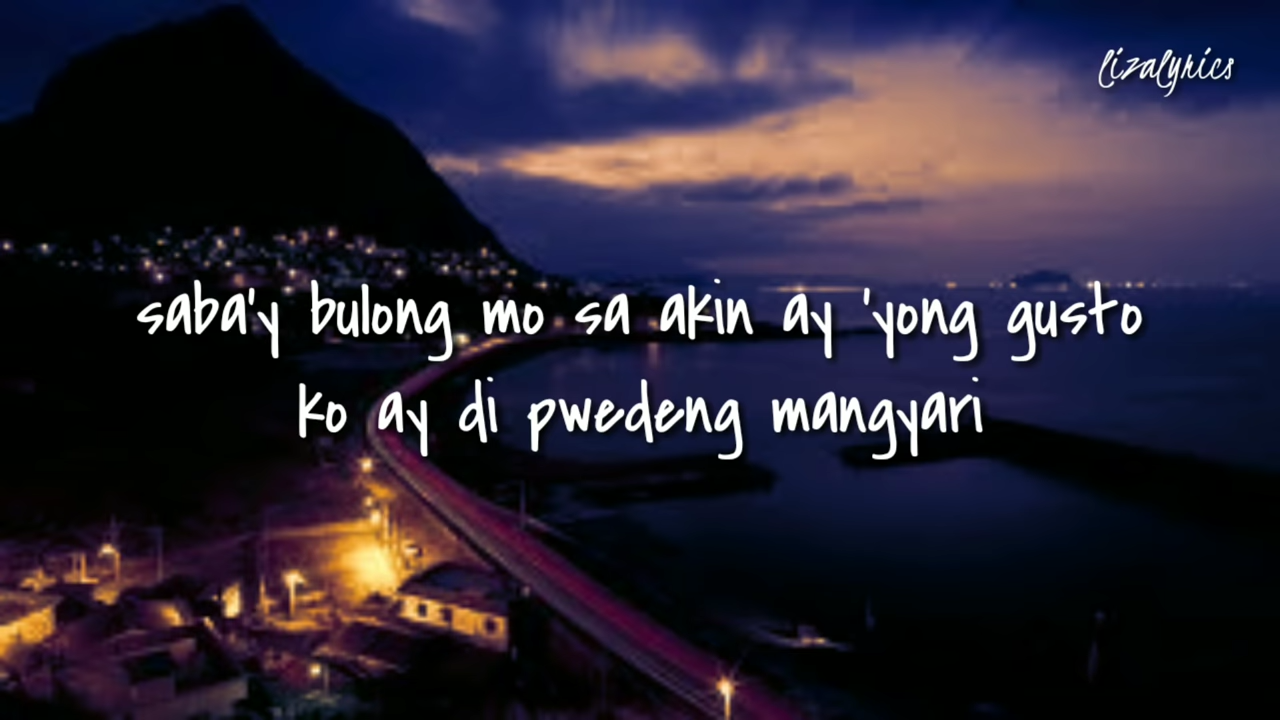 lizalyrics
saba'y bulong mo sa akin ay 'yong gusto
ko ay di pwedeng mangyari